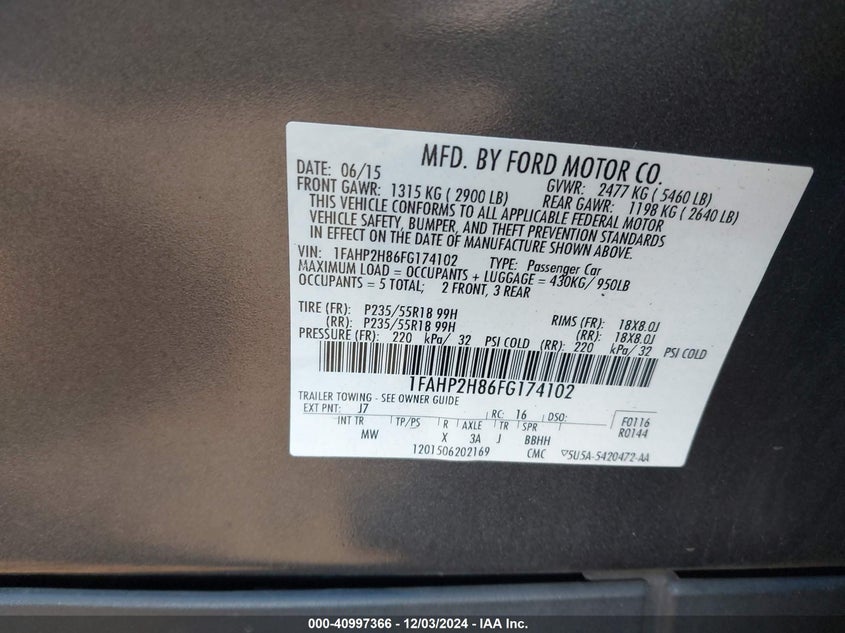 MFD. BY FORD MOTOR CO.
DATE: 06/15 GVWR: 2477 KG ( 5460 LB)
FRONT GAWR: 1315 KG ( 2900 LB) REAR GAWR: 1198 KG ( 2640 LB)
THIS VEHICLE CONFORMS TO ALL APPLICABLE FEDERAL MOTOR
VEHICLE SAFETY, BUMPER, AND THEFT PREVENTION STANDARDS
IN EFFECT ON THE DATE OF MANUFACTURE SHOWN ABOVE.
VIN: 1FAHP2H86FG174102 TYPE: Passenger Car
MAXIMUM LOAD = OCCUPANTS + LUGGAGE = 430KG/ 950LB
OCCUPANTS = 5 TOTAL; 2 FRONT, 3 REAR
TIRE (FR): P235/55R18 99H RIMS (FR): 18X8.0J
(RR): P235/55R18 99H (RR): 18X8.0J
PRESSURE (FR): 220 kPa/ 32 PSI COLD (RR): 220 kPa/ 32 PSI COLD
1FAHP2H86FG174102
TRAILER TOWING - SEE OWNER GUIDE
EXT PNT: J7 RC: 16 DSO: F0116
INT TR TP/PS R AXLE TR SPR R0144
MW X 3A J BBHH
1201506202169 CMC ▽5U5A-5420472-AA
000-40997366 - 12/03/2024 - IAA Inc.